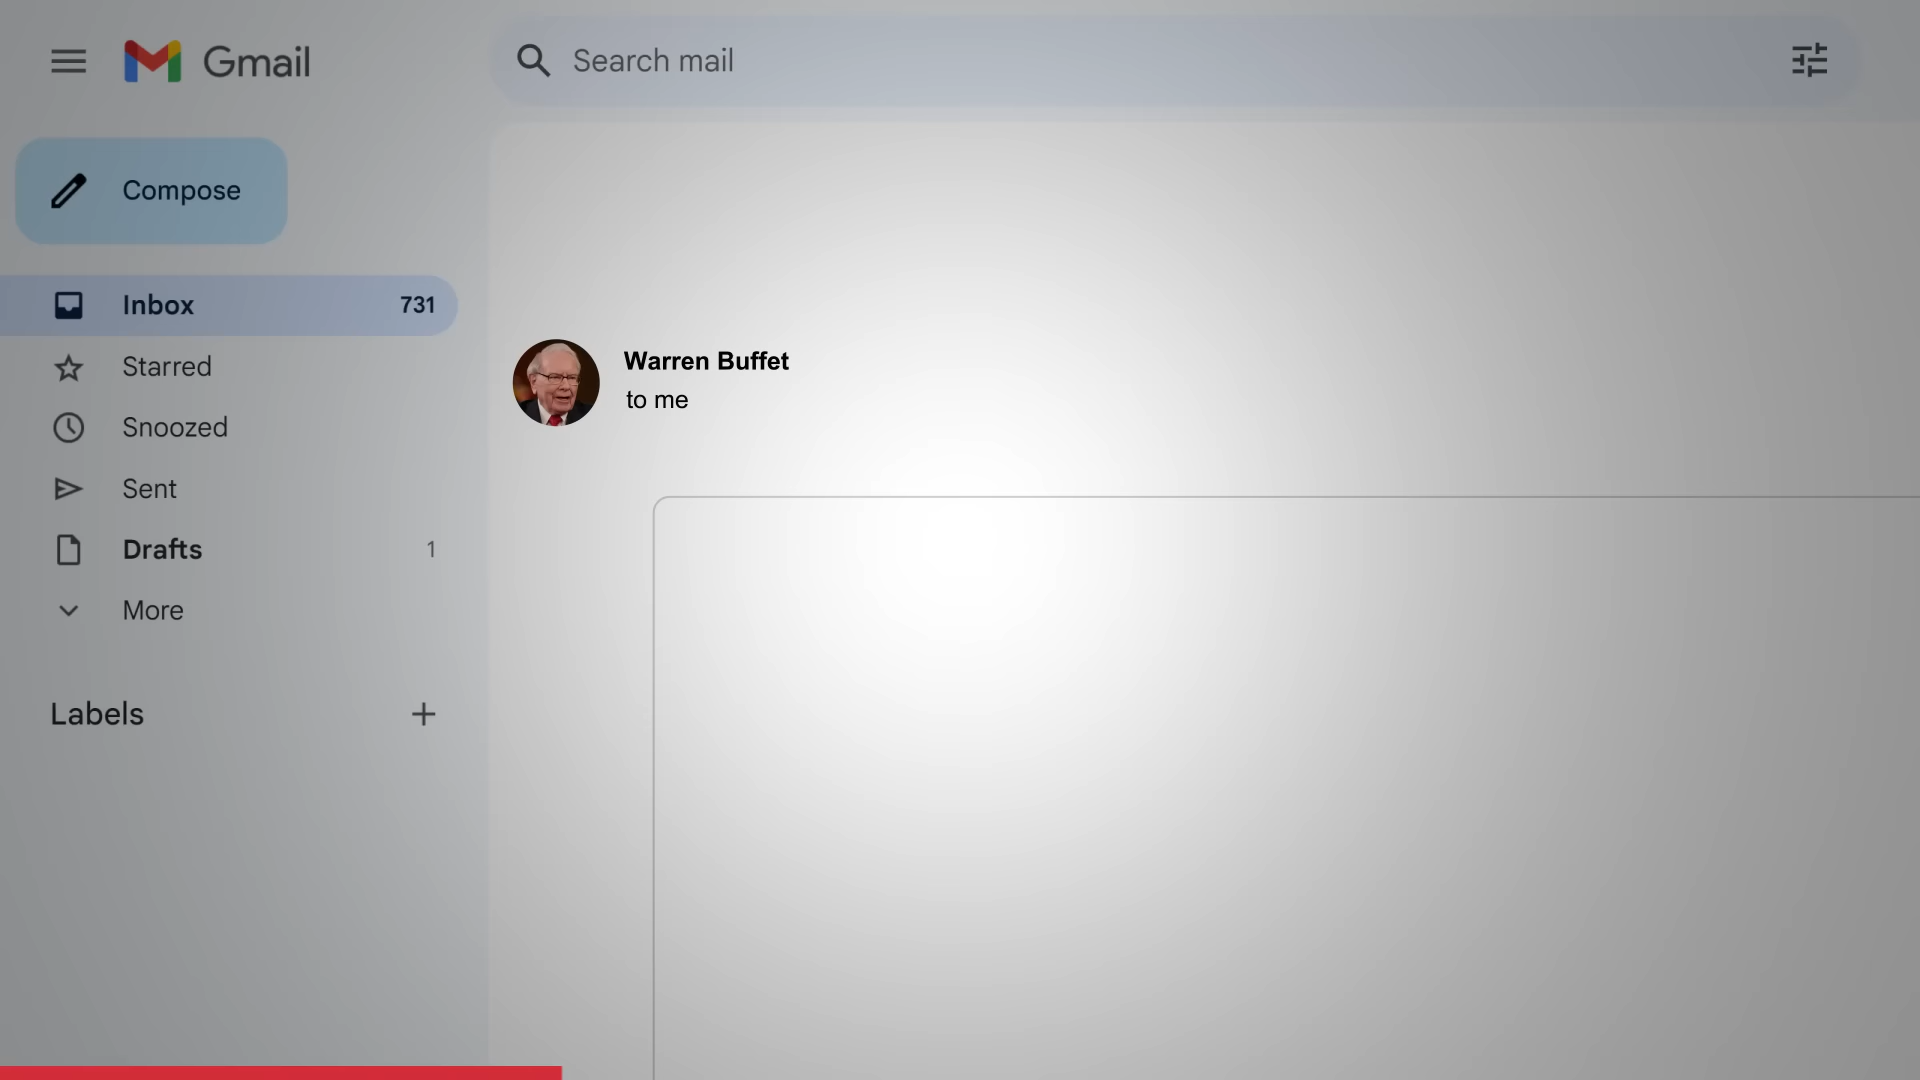 Gmail
Search mail
Compose
Inbox 731
Starred
Snoozed
Sent
Drafts 1
More
Labels
Warren Buffet
to me